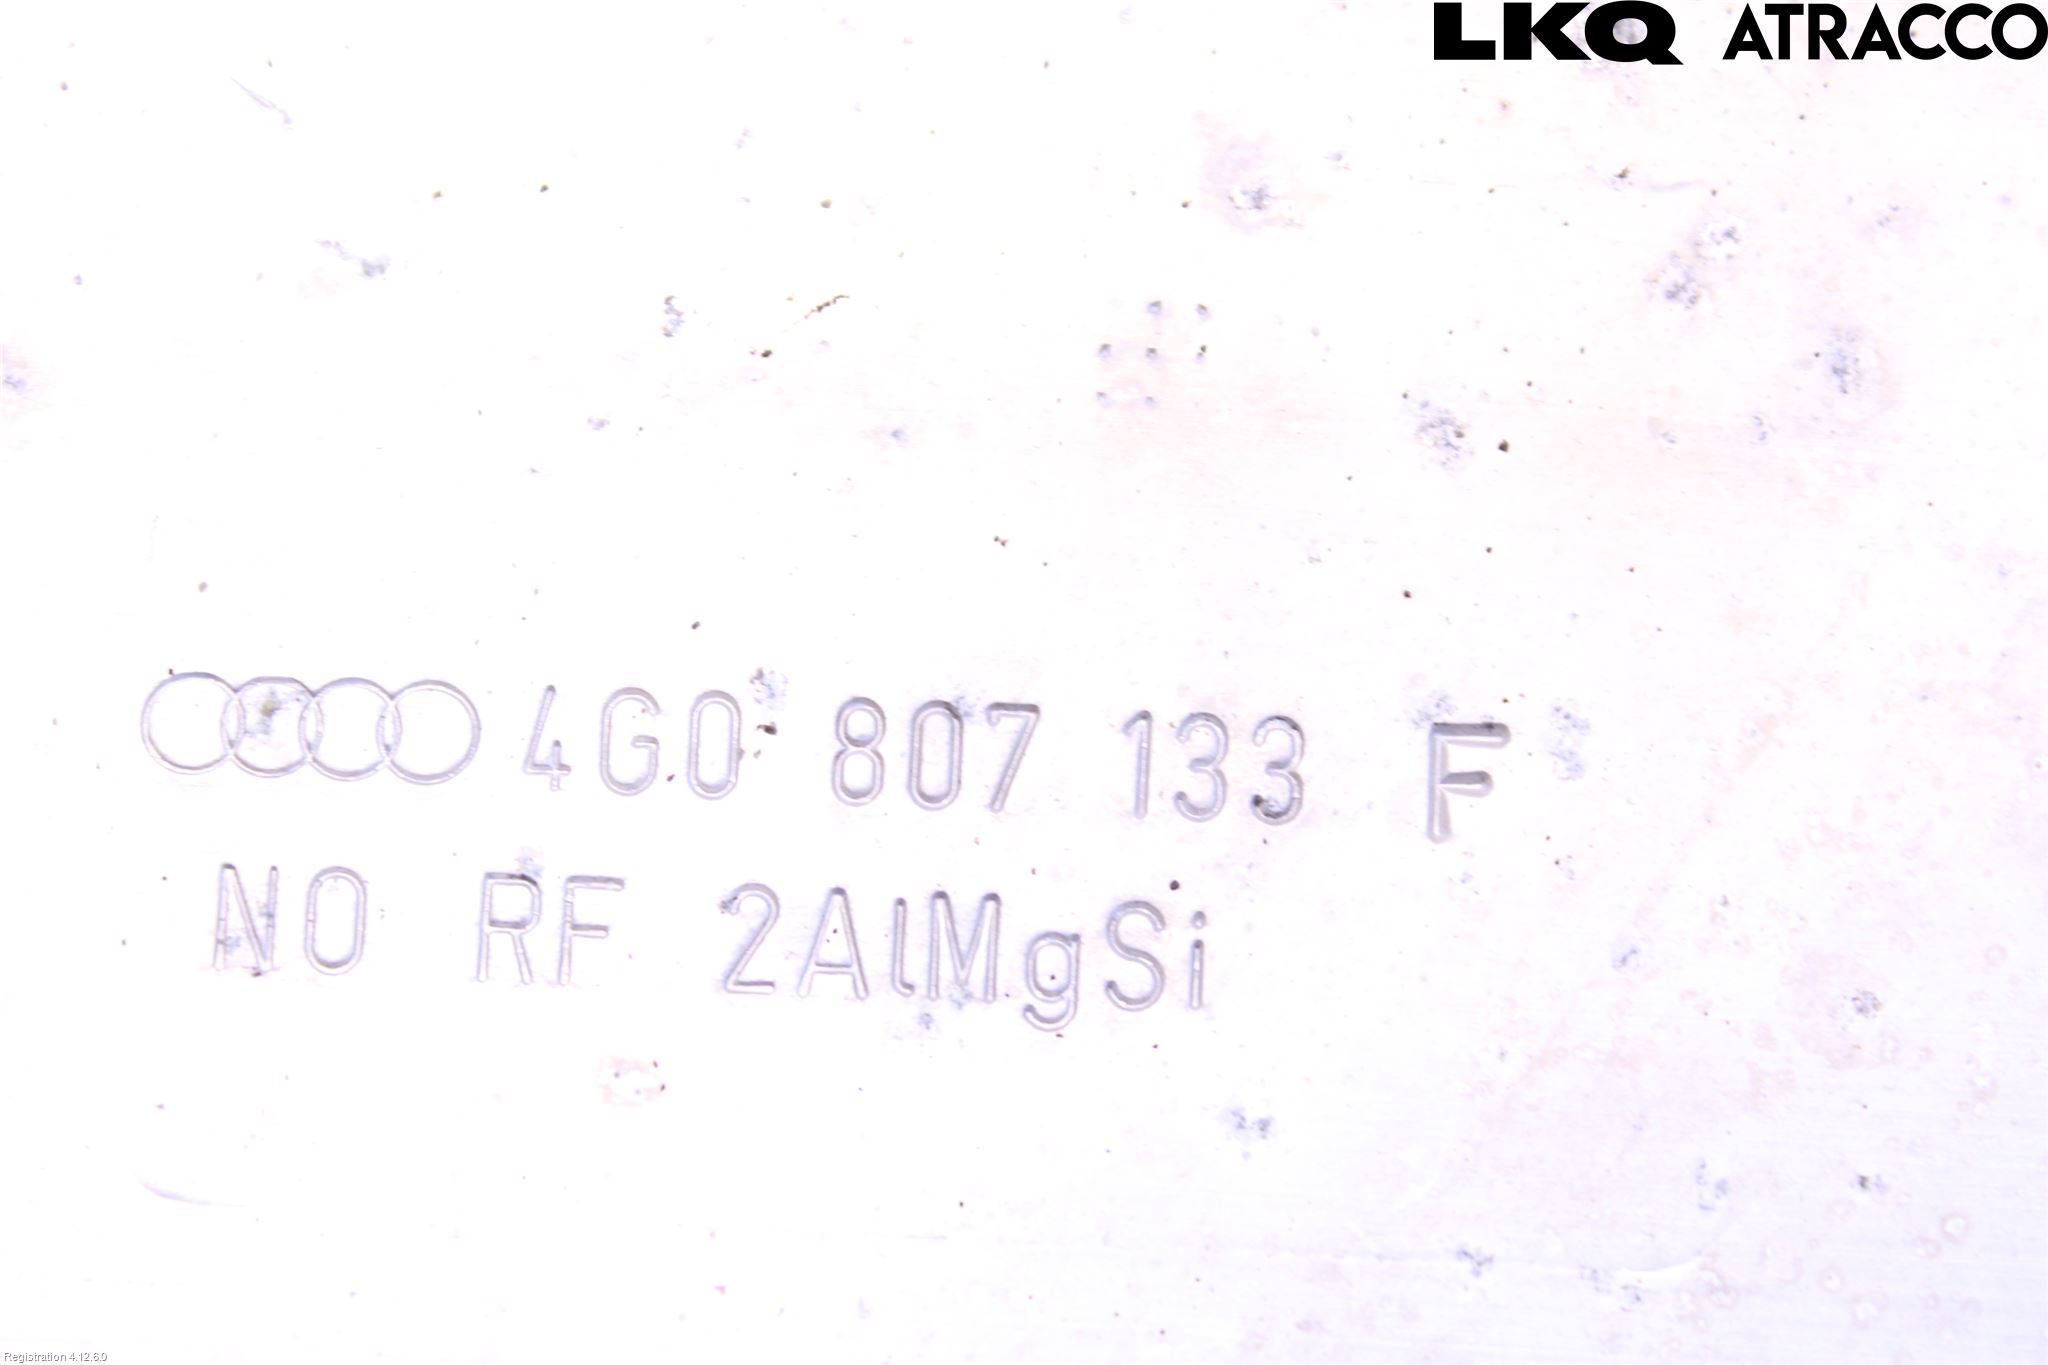 LKQ ATRACCO
4G0 807 133 F
NO RF 2AlMgSi
Registration 4.12.6.0